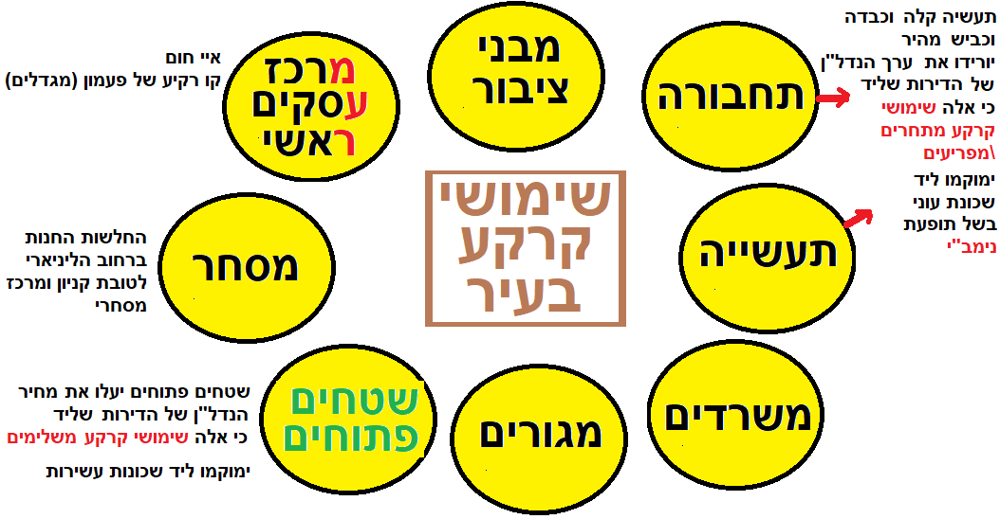 שימושי
קרקע
בעיר
מבני
ציבור
תחבורה
תעשיה קלה וכבדה
וכביש מהיר
יורידו את ערך הנדל"ן
של הדירות שליד
כי אלה שימושי
קרקע מתחרים
\מפריעים
תעשייה
ימוקמו ליד
שכונת עוני
בשל תופעת
נימב"י
משרדים
מגורים
שטחים
פתוחים
שטחים פתוחים יעלו את מחיר
הנדל"ן של הדירות שליד
כי אלה שימושי קרקע משלימים
ימוקמו ליד שכונות עשירות
מסחר
החלשות החנות
ברחוב הליניארי
לטובת קניון ומרכז
מסחרי
מרכז
עסקים
ראשי
איי חום
קו רקיע של פעמון (מגדלים)